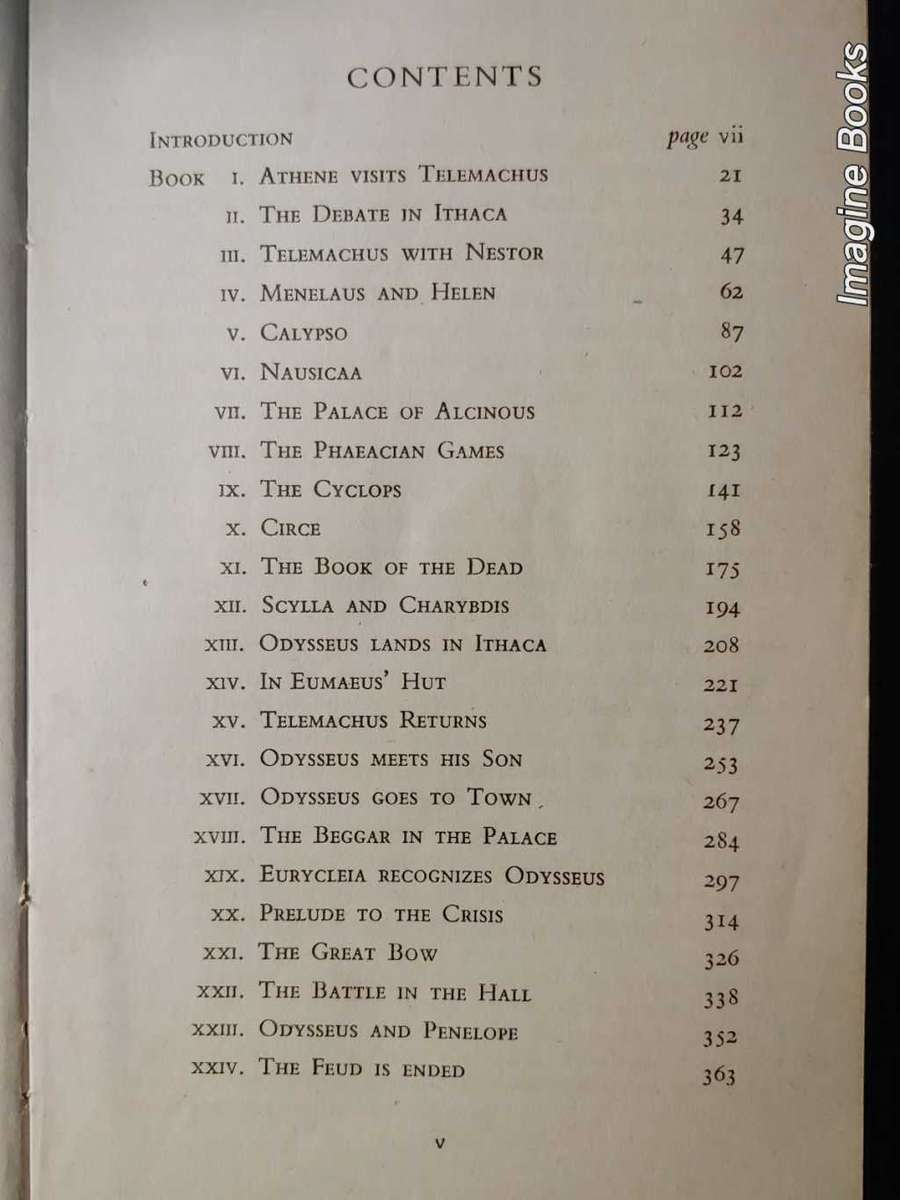 CONTENTS
INTRODUCTION page vii
BOOK I. ATHENE VISITS TELEMACHUS 21
II. THE DEBATE IN ITHACA 34
III. TELEMACHUS WITH NESTOR 47
IV. MENELAUS AND HELEN 62
V. CALYPSO 87
VI. NAUSICAA 102
VII. THE PALACE OF ALCINOUS 112
VIII. THE PHAEACIAN GAMES 123
IX. THE CYCLOPS 141
X. CIRCE 158
XI. THE BOOK OF THE DEAD 175
XII. SCYLLA AND CHARYBDIS 194
XIII. ODYSSEUS LANDS IN ITHACA 208
XIV. IN EUMAEUS' HUT 221
XV. TELEMACHUS RETURNS 237
XVI. ODYSSEUS MEETS HIS SON 253
XVII. ODYSSEUS GOES TO TOWN 267
XVIII. THE BEGGAR IN THE PALACE 284
XIX. EURYCLEIA RECOGNIZES ODYSSEUS 297
XX. PRELUDE TO THE CRISIS 314
XXI. THE GREAT BOW 326
XXII. THE BATTLE IN THE HALL 338
XXIII. ODYSSEUS AND PENELOPE 352
XXIV. THE FEUD IS ENDED 363
v
Imagine Books